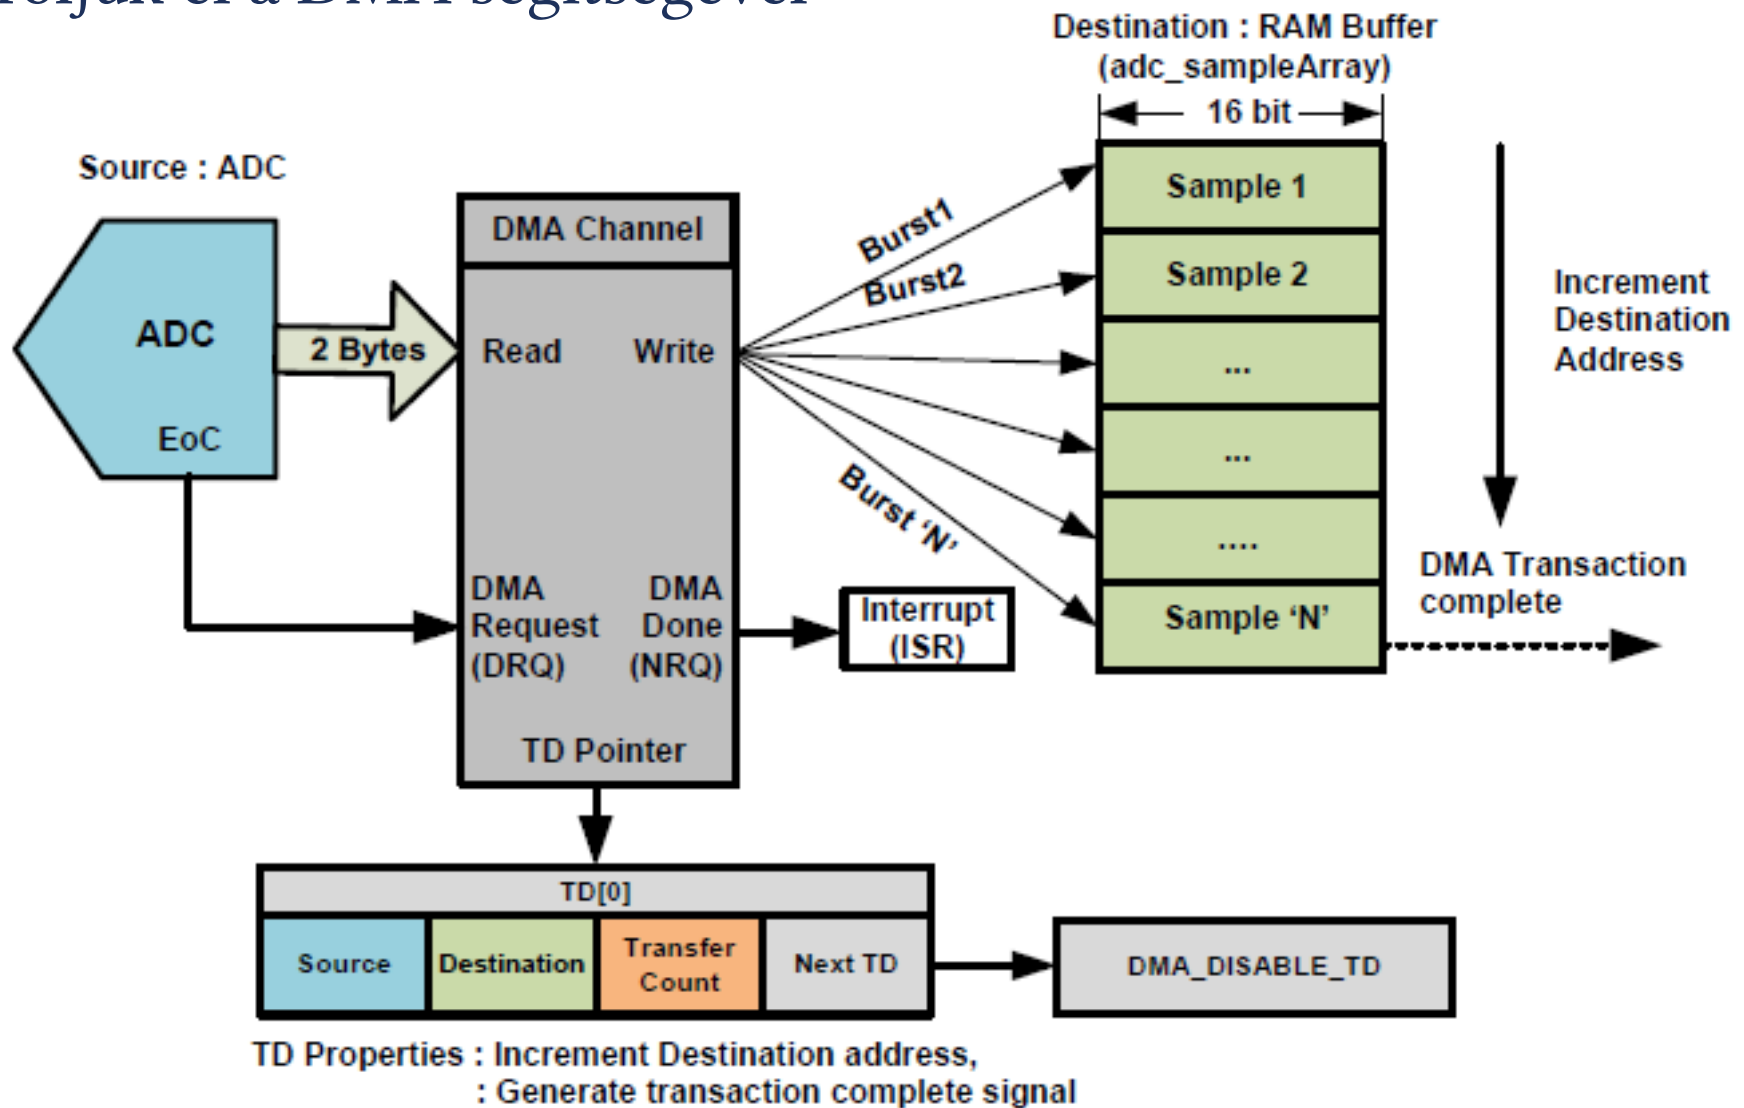 el a DMA segítségével
Destination : RAM Buffer
(adc_sampleArray)
16 bit
Source : ADC
DMA Channel
Sample 1
Burst1
Sample 2
Burst2
Increment
Destination
Address
ADC
2 Bytes
Read
Write
...
EoC
...
Burst ‘N’
....
DMA Transaction
complete
DMA
Request
(DRQ)
DMA
Done
(NRQ)
Interrupt
(ISR)
Sample ‘N’
TD Pointer
TD[0]
Source
Destination
Transfer
Count
Next TD
DMA_DISABLE_TD
TD Properties : Increment Destination address,
: Generate transaction complete signal